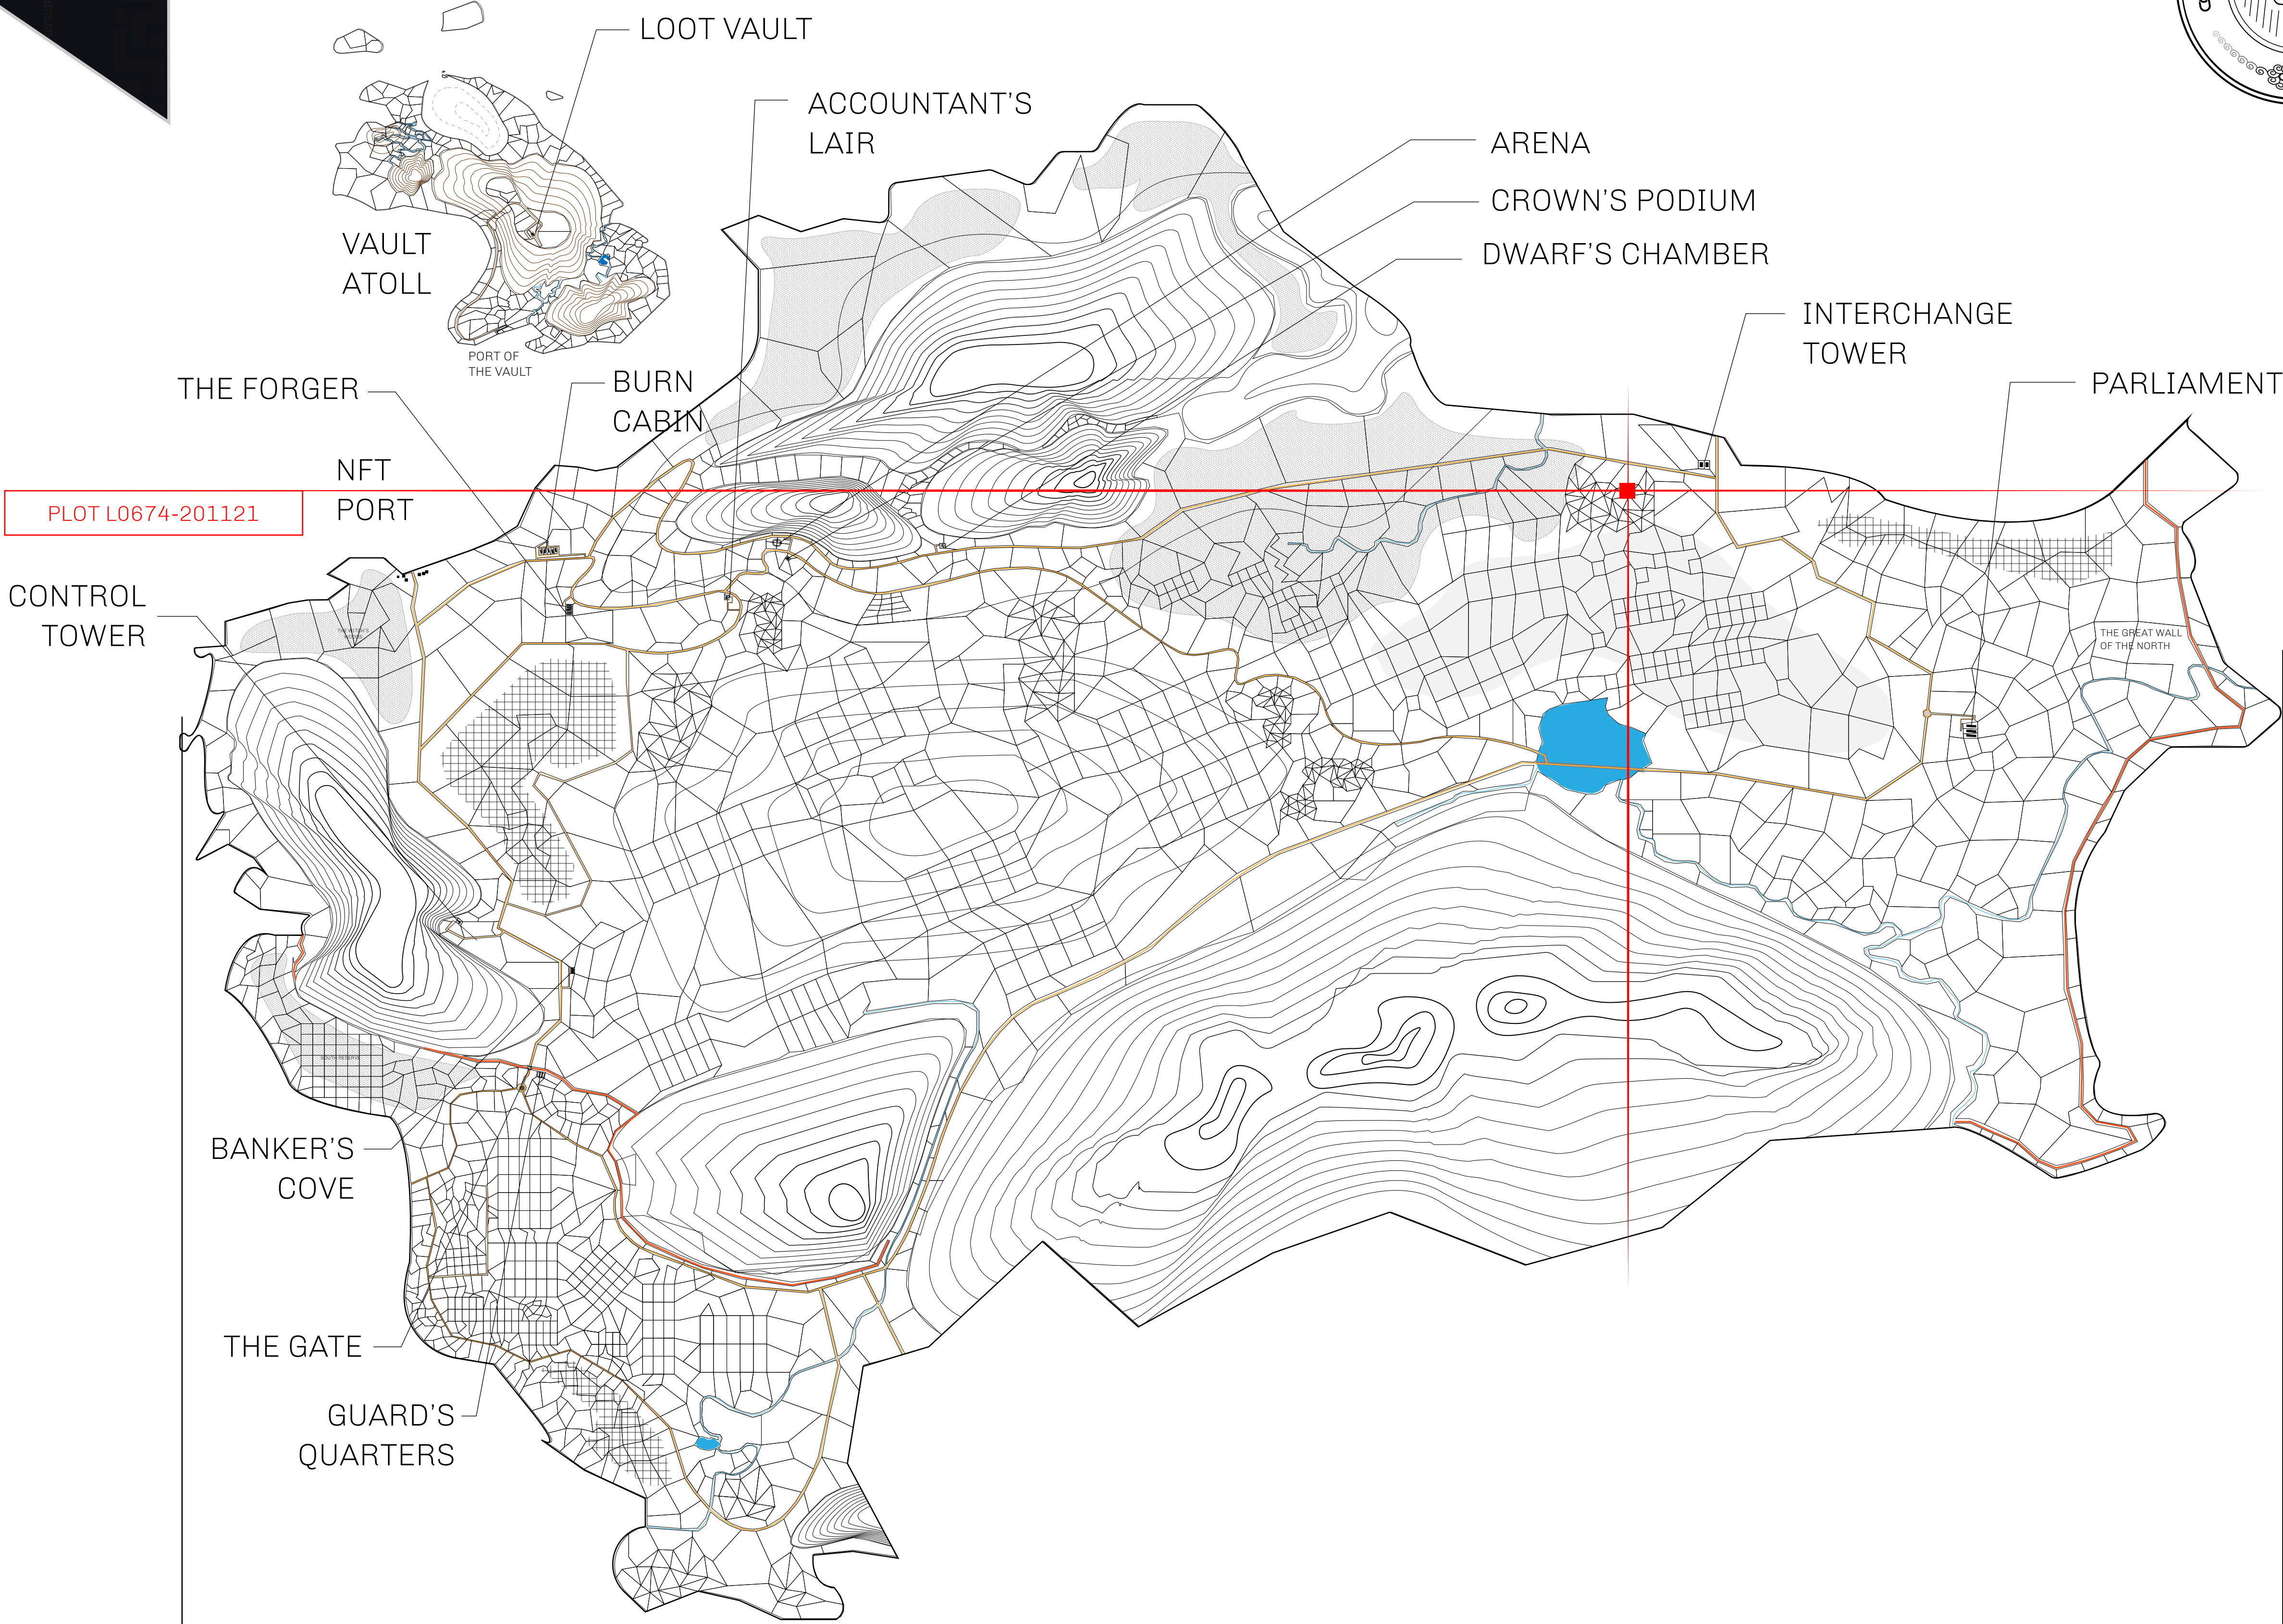 LOOT VAULT
ACCOUNTANT'S
LAIR
ARENA
CROWN'S PODIUM
DWARF'S CHAMBER
VAULT
ATOLL
INTERCHANGE
TOWER
PORT OF
THE VAULT
PARLIAMENT
THE FORGER
BURN
CABIN
NFT
PORT
PLOT L0674-201121
CONTROL
TOWER
THE GREAT WALL
OF THE NORTH
SOUTH RESERVE
BANKER'S
COVE
THE GATE
GUARD'S
QUARTERS